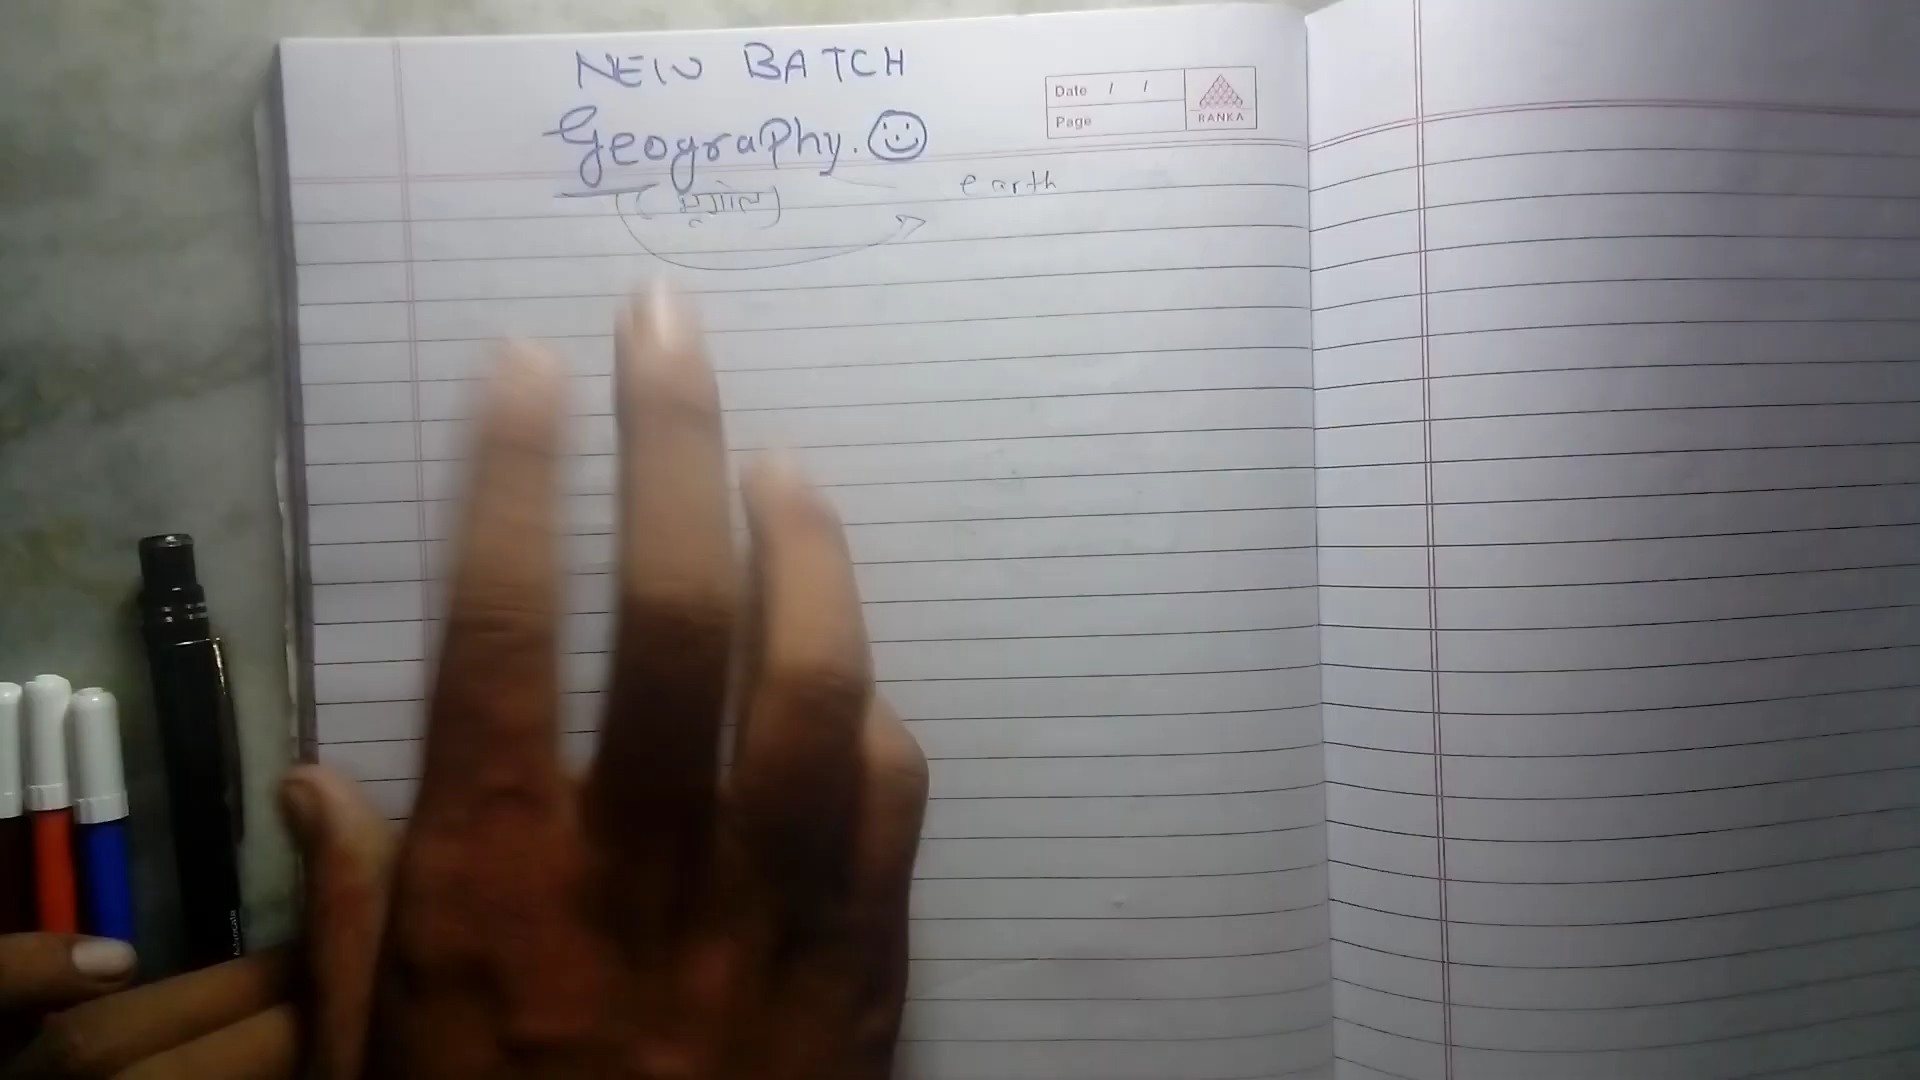 NEW BATCH
Geography.
(भूगोल)
earth
Date / /
Page
RANKA